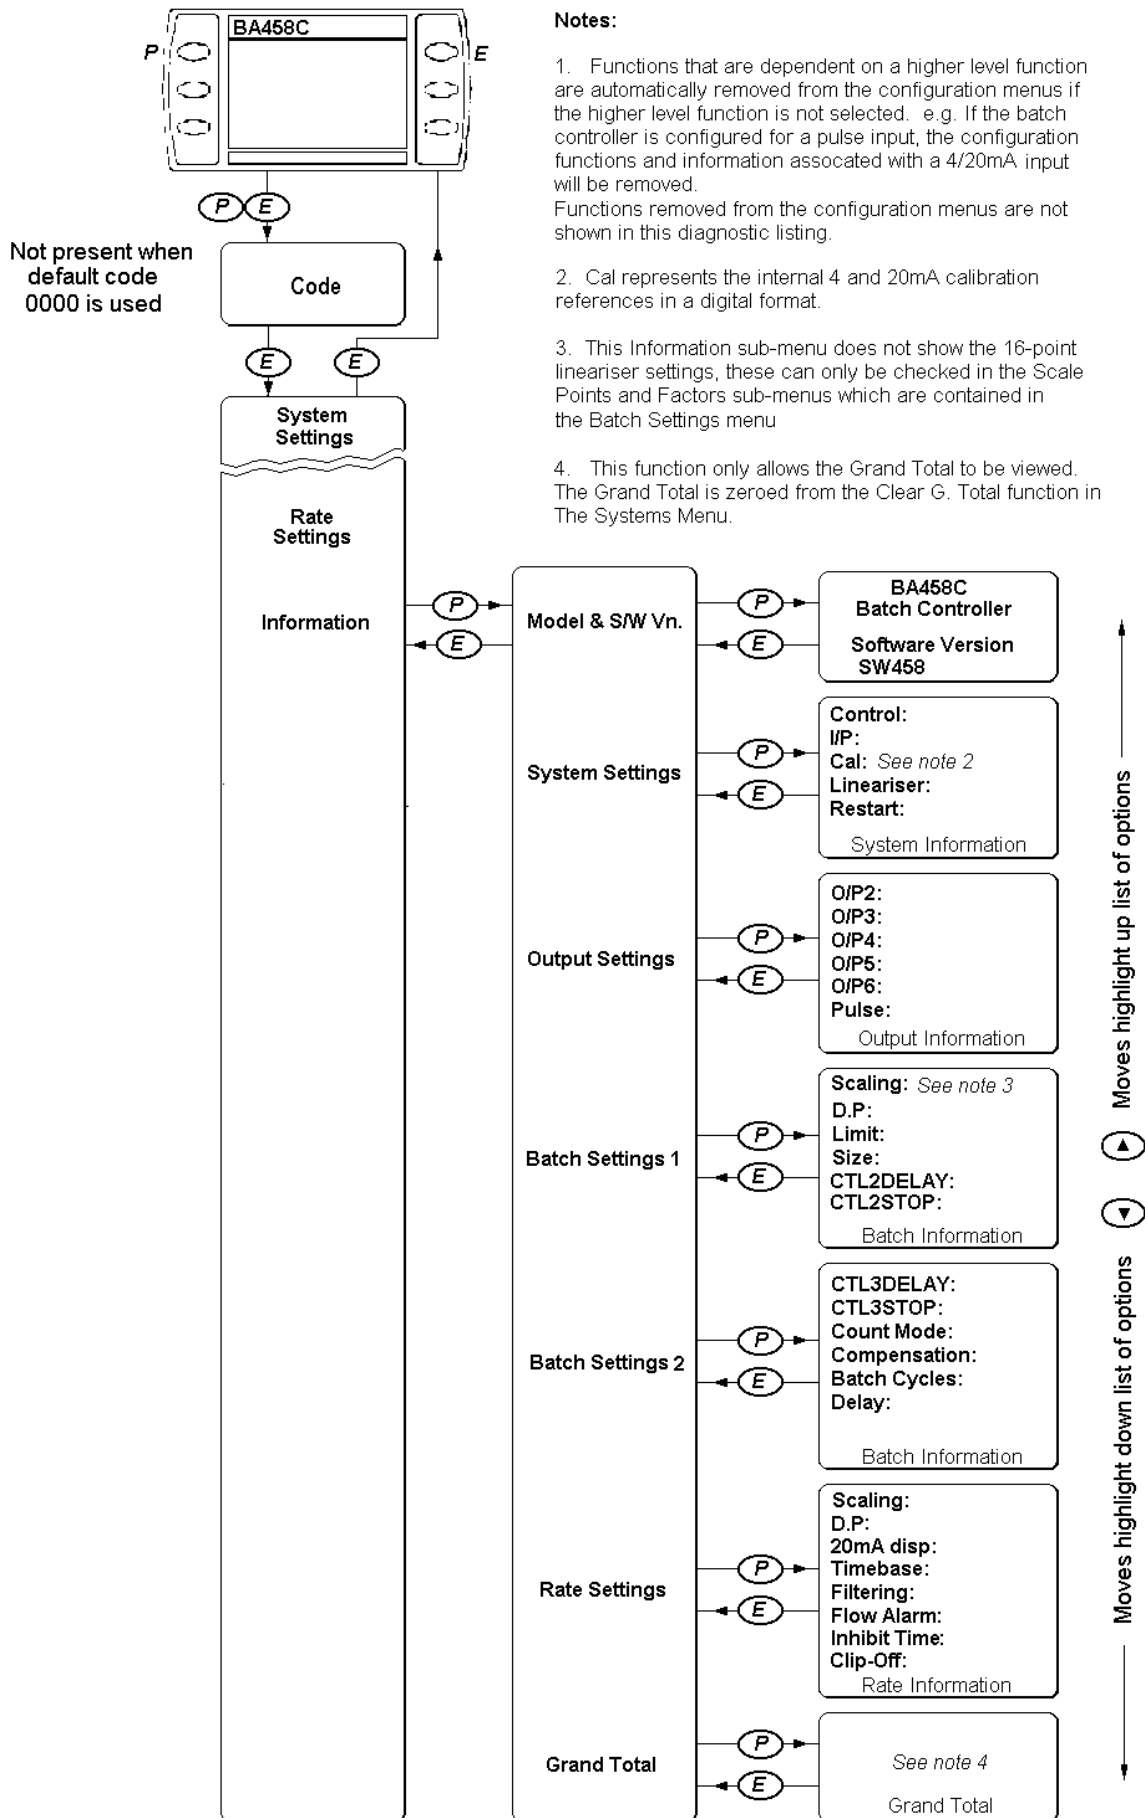 BA458C
P
E
Notes:
1. Functions that are dependent on a higher level function
are automatically removed from the configuration menus if
the higher level function is not selected. e.g. If the batch
controller is configured for a pulse input, the configuration
functions and information assocated with a 4/20mA input
will be removed.
Functions removed from the configuration menus are not
shown in this diagnostic listing.
2. Cal represents the internal 4 and 20mA calibration
references in a digital format.
3. This Information sub-menu does not show the 16-point
lineariser settings, these can only be checked in the Scale
Points and Factors sub-menus which are contained in
the Batch Settings menu
4. This function only allows the Grand Total to be viewed.
The Grand Total is zeroed from the Clear G. Total function in
The Systems Menu.
P E
Not present when
default code
0000 is used
Code
E
E
System
Settings
Rate
Settings
Information
P
E
Model & S/W Vn.
P
E
BA458C
Batch Controller
Software Version
SW458
System Settings
P
E
Control:
I/P:
Cal: See note 2
Lineariser:
Restart:
System Information
Output Settings
P
E
O/P2:
O/P3:
O/P4:
O/P5:
O/P6:
Pulse:
Output Information
Batch Settings 1
P
E
Scaling: See note 3
D.P:
Limit:
Size:
CTL2DELAY:
CTL2STOP:
Batch Information
Batch Settings 2
P
E
CTL3DELAY:
CTL3STOP:
Count Mode:
Compensation:
Batch Cycles:
Delay:
Batch Information
Rate Settings
P
E
Scaling:
D.P:
20mA disp:
Timebase:
Filtering:
Flow Alarm:
Inhibit Time:
Clip-Off:
Rate Information
Grand Total
P
E
See note 4
Grand Total
Moves highlight up list of options
Moves highlight down list of options